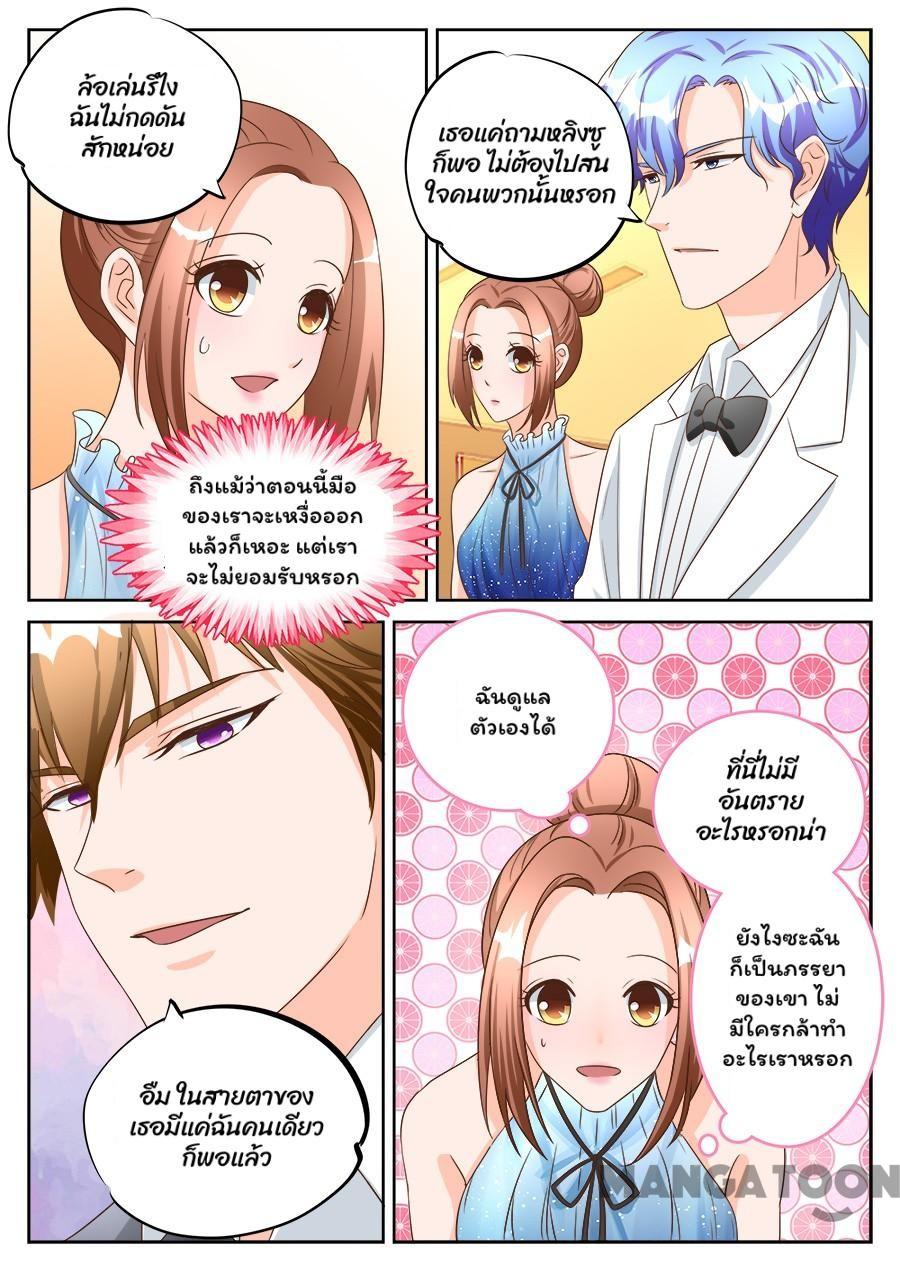 ล้อเล่นรึไง
ฉันไม่กดดัน
สักหน่อย
เธอแค่ถามหลิงซู
ก็พอ ไม่ต้องไปสน
ใจคนพวกนั้นหรอก
ถึงแม้ว่าตอนนี้มือ
ของเราจะเหงื่อออก
แล้วก็เหอะ แต่เรา
จะไม่ยอมรับหรอก
ฉันดูแล
ตัวเองได้
ที่นี่ไม่มี
อันตราย
อะไรหรอกน่า
ยังไงซะฉัน
ก็เป็นภรรยา
ของเขา ไม่
มีใครกล้าทำ
อะไรเราหรอก
อืม ในสายตาของ
เธอมีแค่ฉันคนเดียว
ก็พอแล้ว
MANGATOON